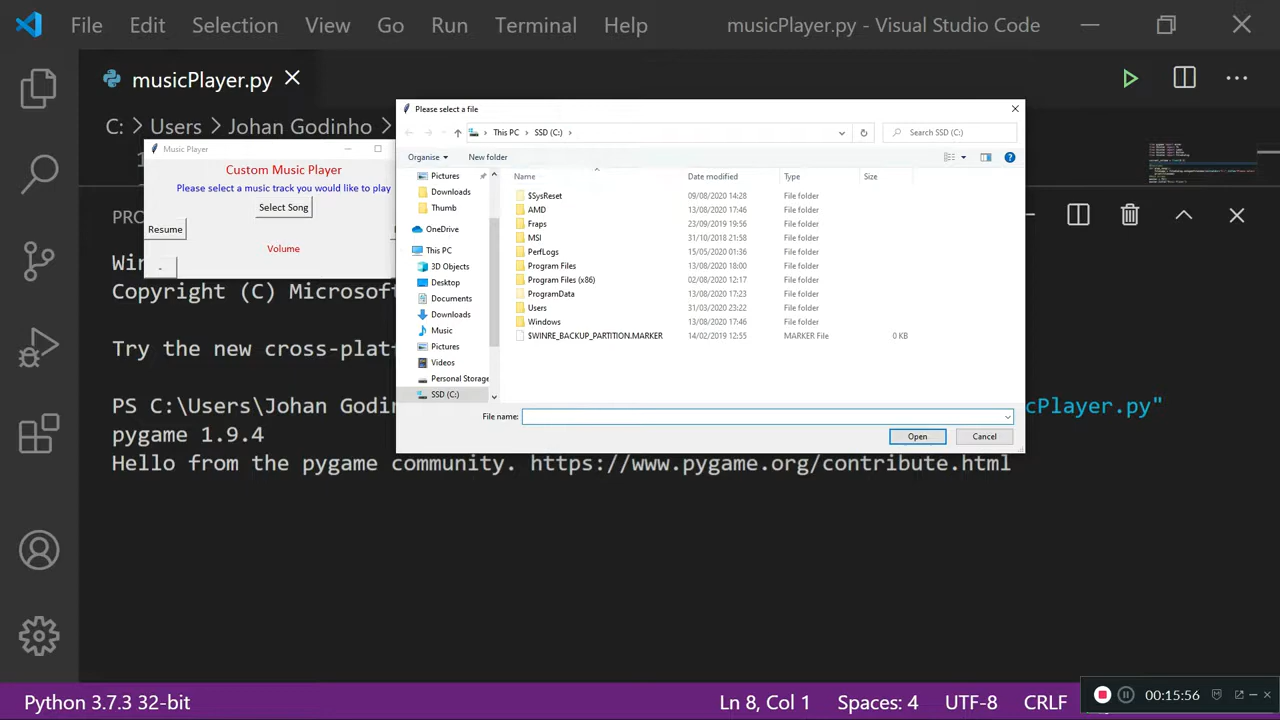 File Edit Selection View Go Run Terminal Help musicPlayer.py - Visual Studio Code
musicPlayer.py
C: > Users > Johan Godinho >
Music Player
Custom Music Player
Please select a music track you would like to play
Select Song
Resume
Volume
-
Please select a file
This PC > SSD (C:) >
Search SSD (C:)
Organise New folder
Pictures
Downloads
Thumb
OneDrive
This PC
3D Objects
Desktop
Documents
Downloads
Music
Pictures
Videos
Personal Storage
SSD (C:)
Name Date modified Type Size
$SysReset 09/08/2020 14:28 File folder
AMD 13/08/2020 17:46 File folder
Fraps 23/09/2019 19:56 File folder
MSI 31/10/2018 21:58 File folder
PerfLogs 15/05/2020 01:36 File folder
Program Files 13/08/2020 18:00 File folder
Program Files (x86) 02/08/2020 12:17 File folder
ProgramData 13/08/2020 17:23 File folder
Users 31/03/2020 23:22 File folder
Windows 13/08/2020 17:46 File folder
$WINRE_BACKUP_PARTITION.MARKER 14/02/2019 12:55 MARKER File 0 KB
File name:
Open Cancel
Copyright (C) Microsoft
Try the new cross-plat
PS C:\Users\Johan Godin cPlayer.py"
pygame 1.9.4
Hello from the pygame community. https://www.pygame.org/contribute.html
Python 3.7.3 32-bit Ln 8, Col 1 Spaces: 4 UTF-8 CRLF
00:15:56